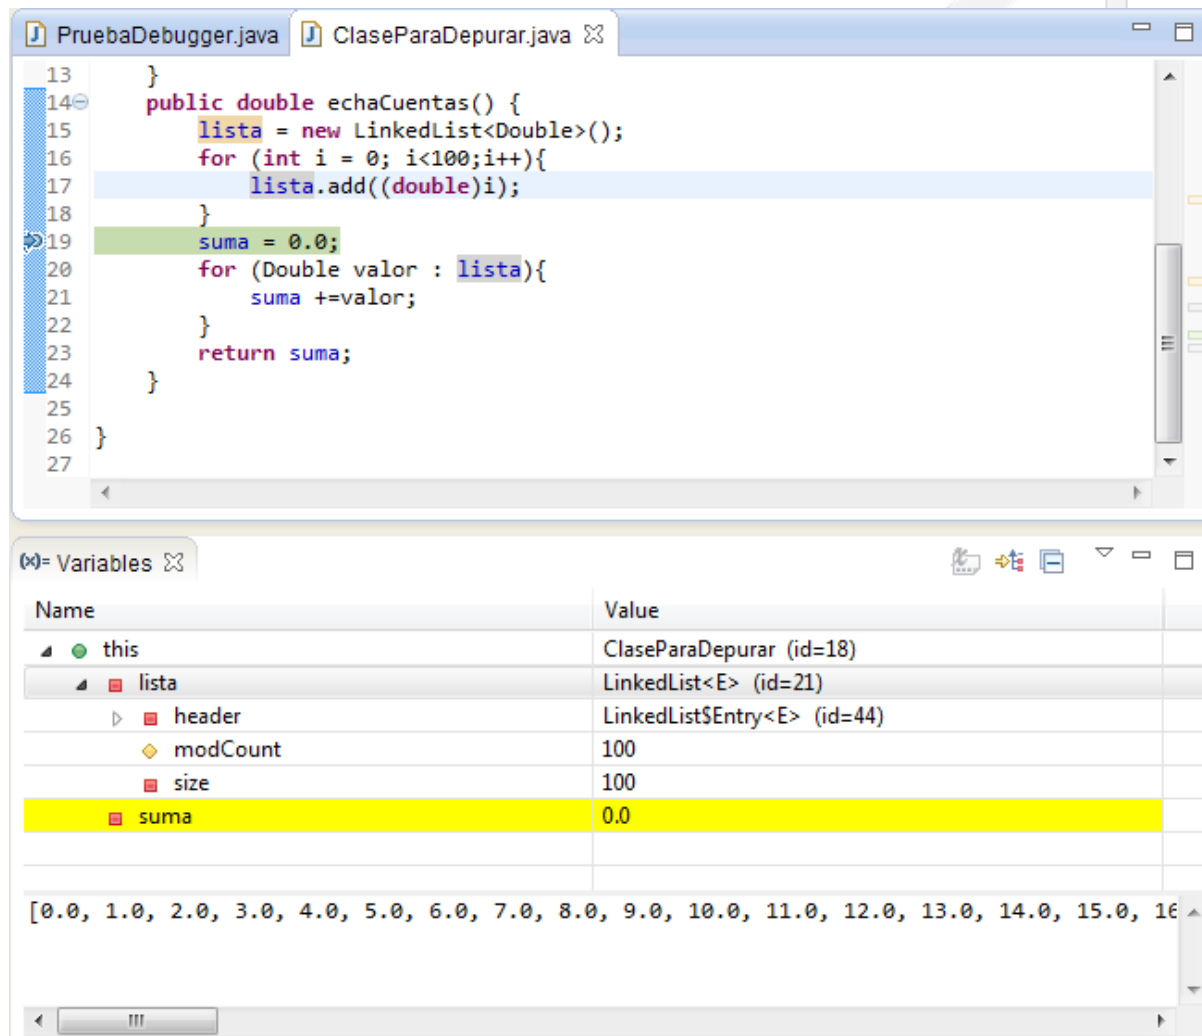 PruebaDebugger.java ClaseParaDepurar.java
13 }
14 public double echaCuentas() {
15 lista = new LinkedList<Double>();
16 for (int i = 0; i<100;i++){
17 lista.add((double)i);
18 }
19 suma = 0.0;
20 for (Double valor : lista){
21 suma +=valor;
22 }
23 return suma;
24 }
25
26 }
27
(x)= Variables
Name Value
this ClaseParaDepurar (id=18)
lista LinkedList<E> (id=21)
header LinkedList$Entry<E> (id=44)
modCount 100
size 100
suma 0.0
[0.0, 1.0, 2.0, 3.0, 4.0, 5.0, 6.0, 7.0, 8.0, 9.0, 10.0, 11.0, 12.0, 13.0, 14.0, 15.0, 16